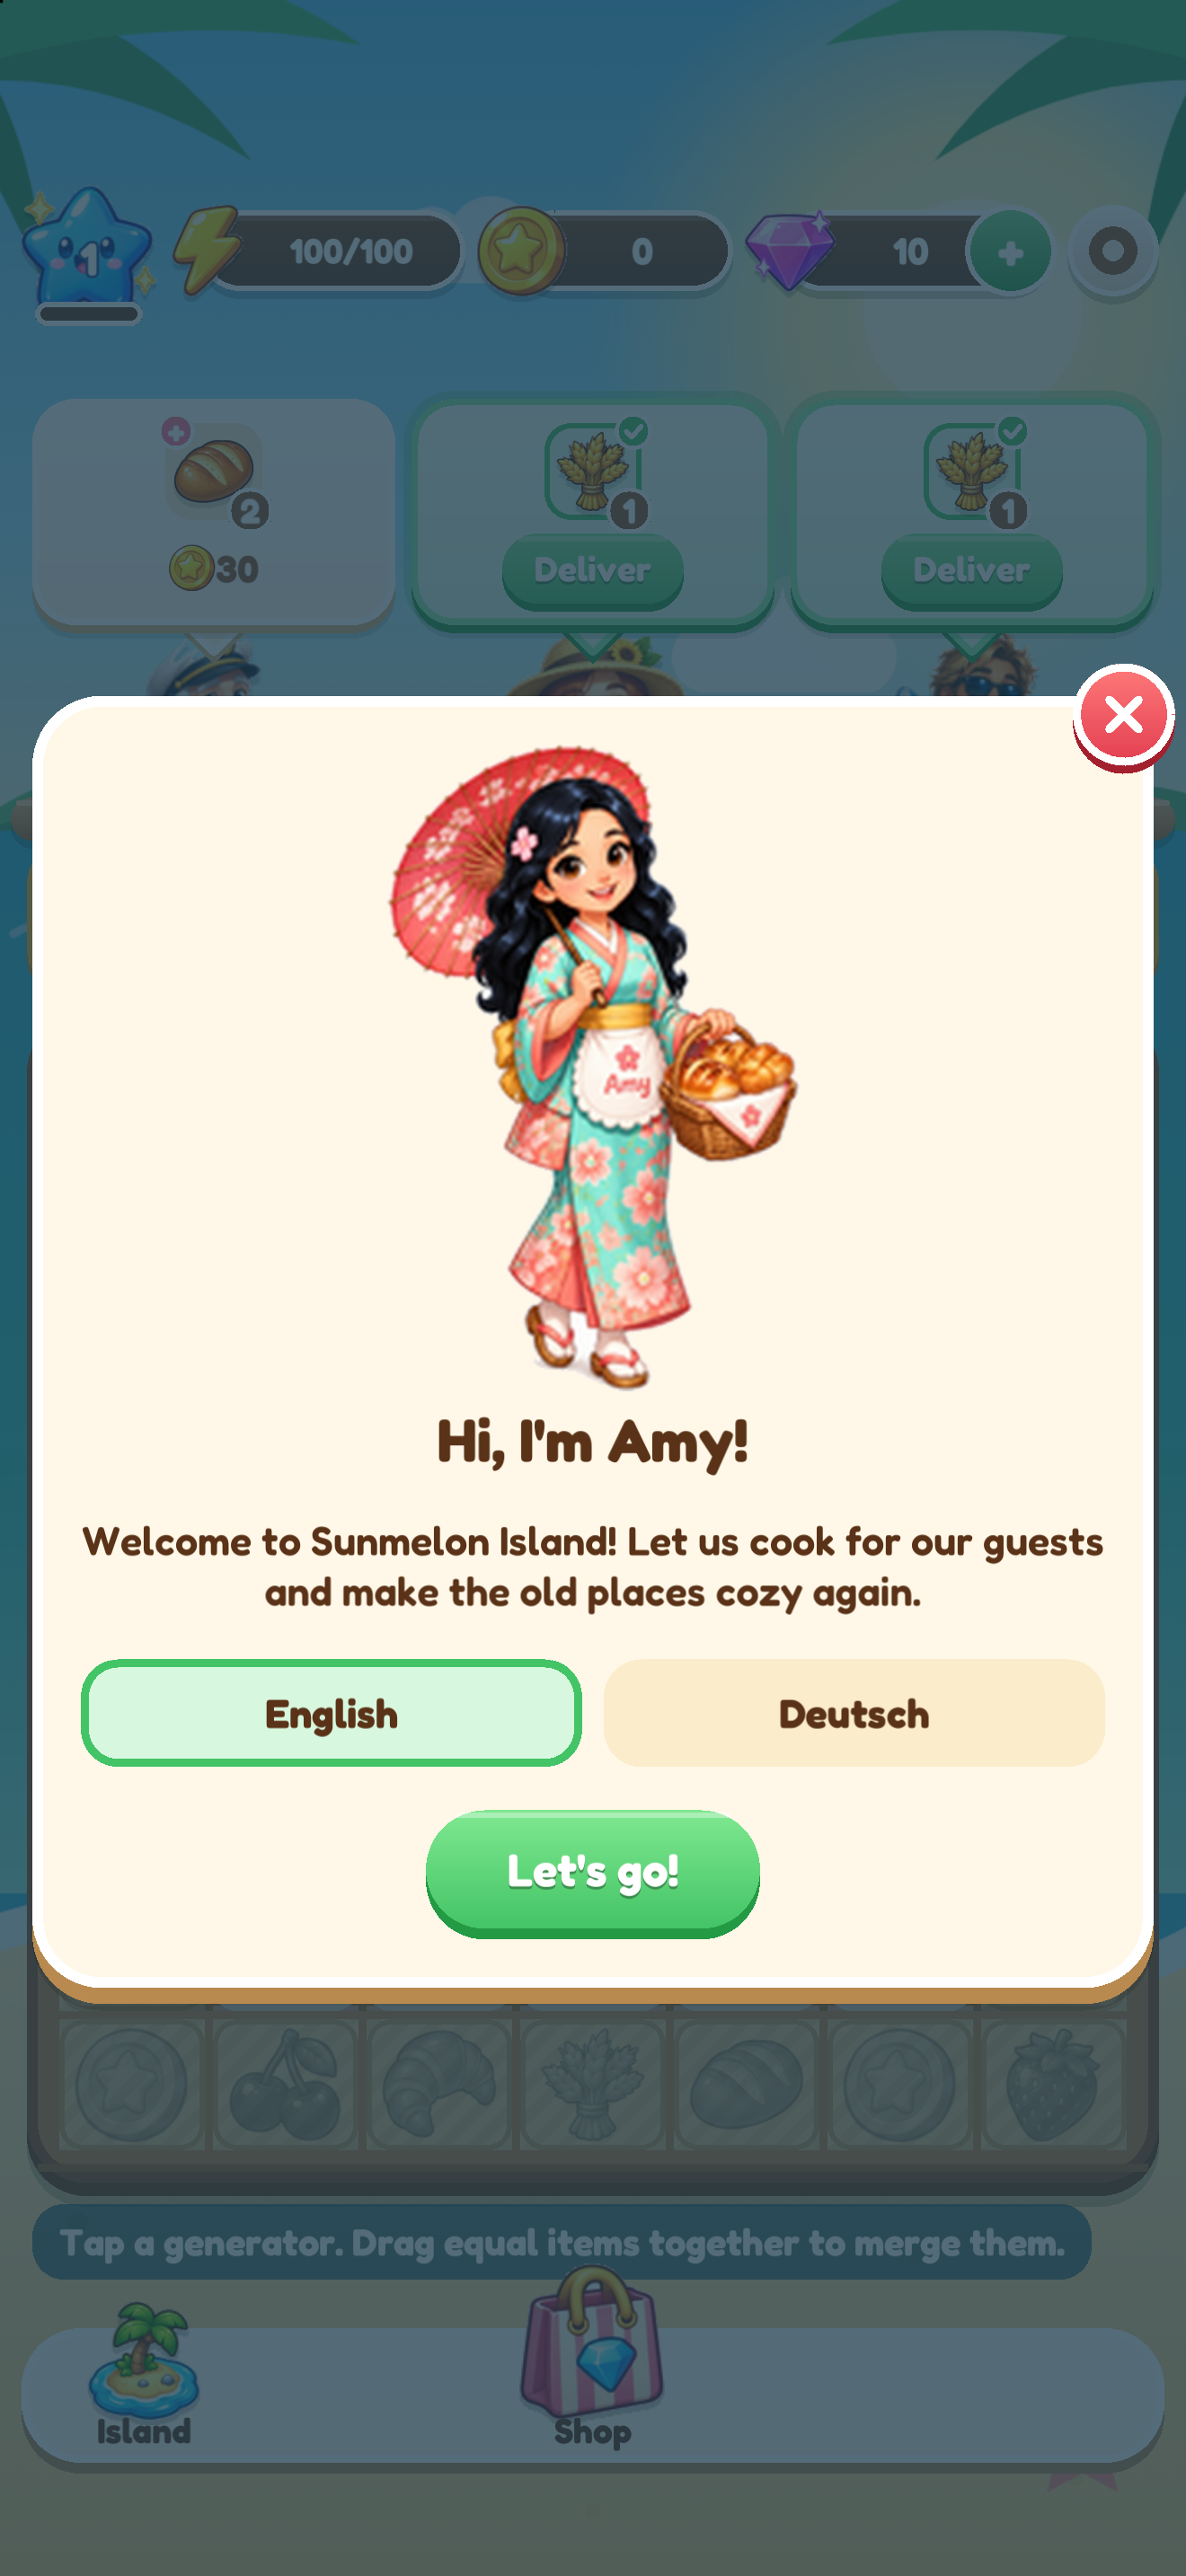 1
100/100
0
10
2
30
1
Deliver
1
Deliver
Amy
Hi, I'm Amy!
Welcome to Sunmelon Island! Let us cook for our guests
and make the old places cozy again.
English
Deutsch
Let's go!
Tap a generator. Drag equal items together to merge them.
Island
Shop